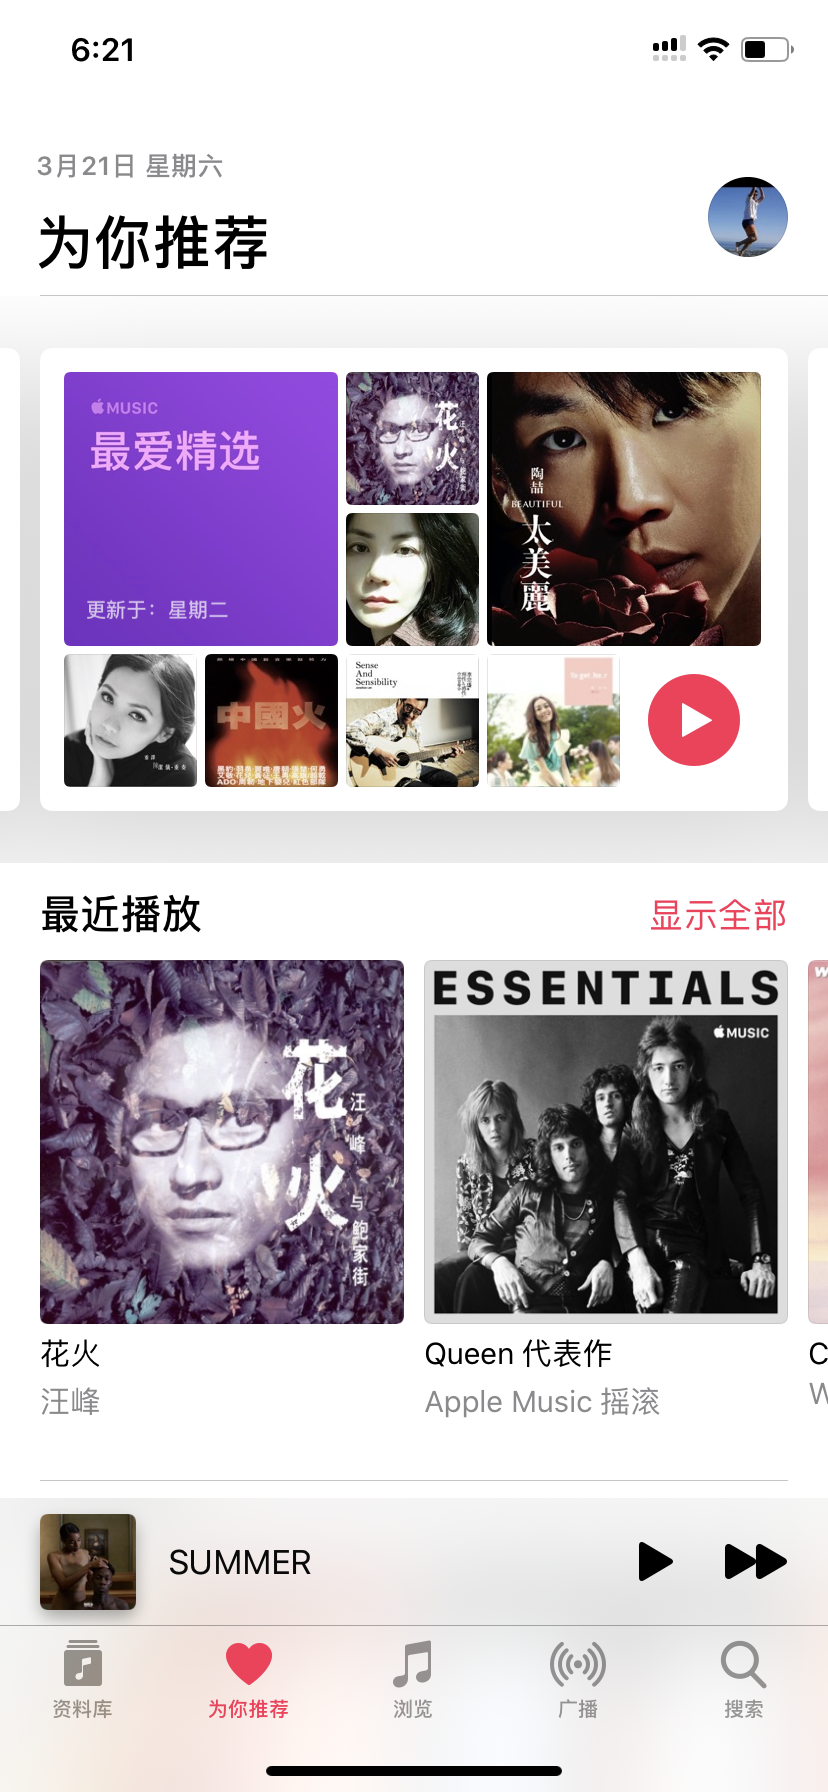 6:21
3月21日 星期六
为你推荐
MUSIC
最爱精选
更新于：星期二
花火
汪峰
陶喆
BEAUTIFUL
太美麗
中國火
Sense
And
Sensibility
最近播放
显示全部
花火
汪峰与鲍家街
ESSENTIALS
MUSIC
花火
汪峰
Queen 代表作
Apple Music 摇滚
C
W
SUMMER
资料库
为你推荐
浏览
广播
搜索